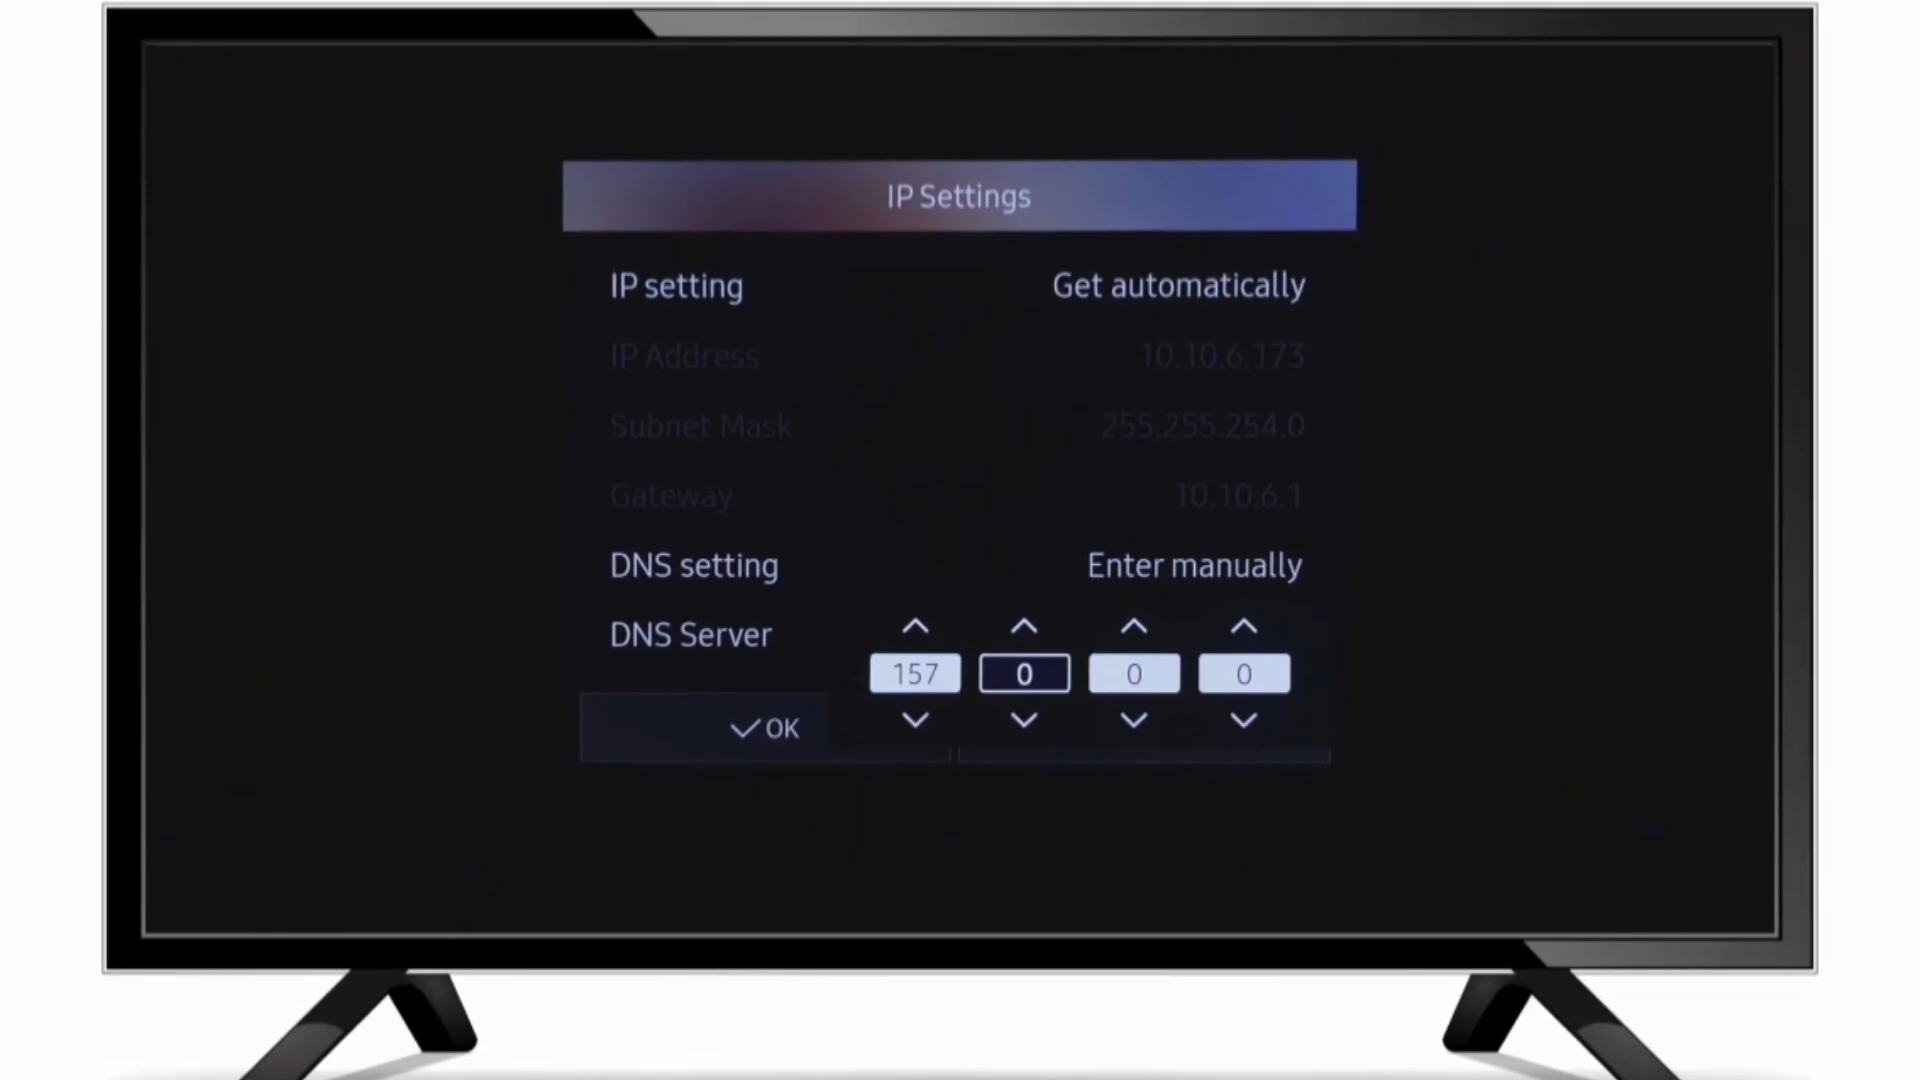 IP Settings
IP setting Get automatically
IP Address 10.10.6.173
Subnet Mask 255.255.254.0
Gateway 10.10.6.1
DNS setting Enter manually
DNS Server
157 0 0 0
OK